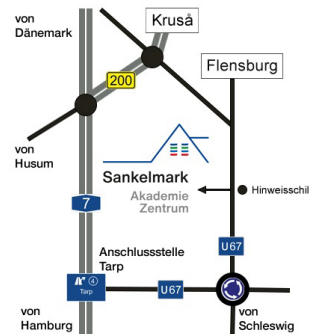 von
Dänemark
Kruså
Flensburg
200
von
Husum
Sankelmark
Akademie
Zentrum
Hinweisschil
7
U67
Anschlussstelle
Tarp
4
Tarp
U67
von
Hamburg
von
Schleswig